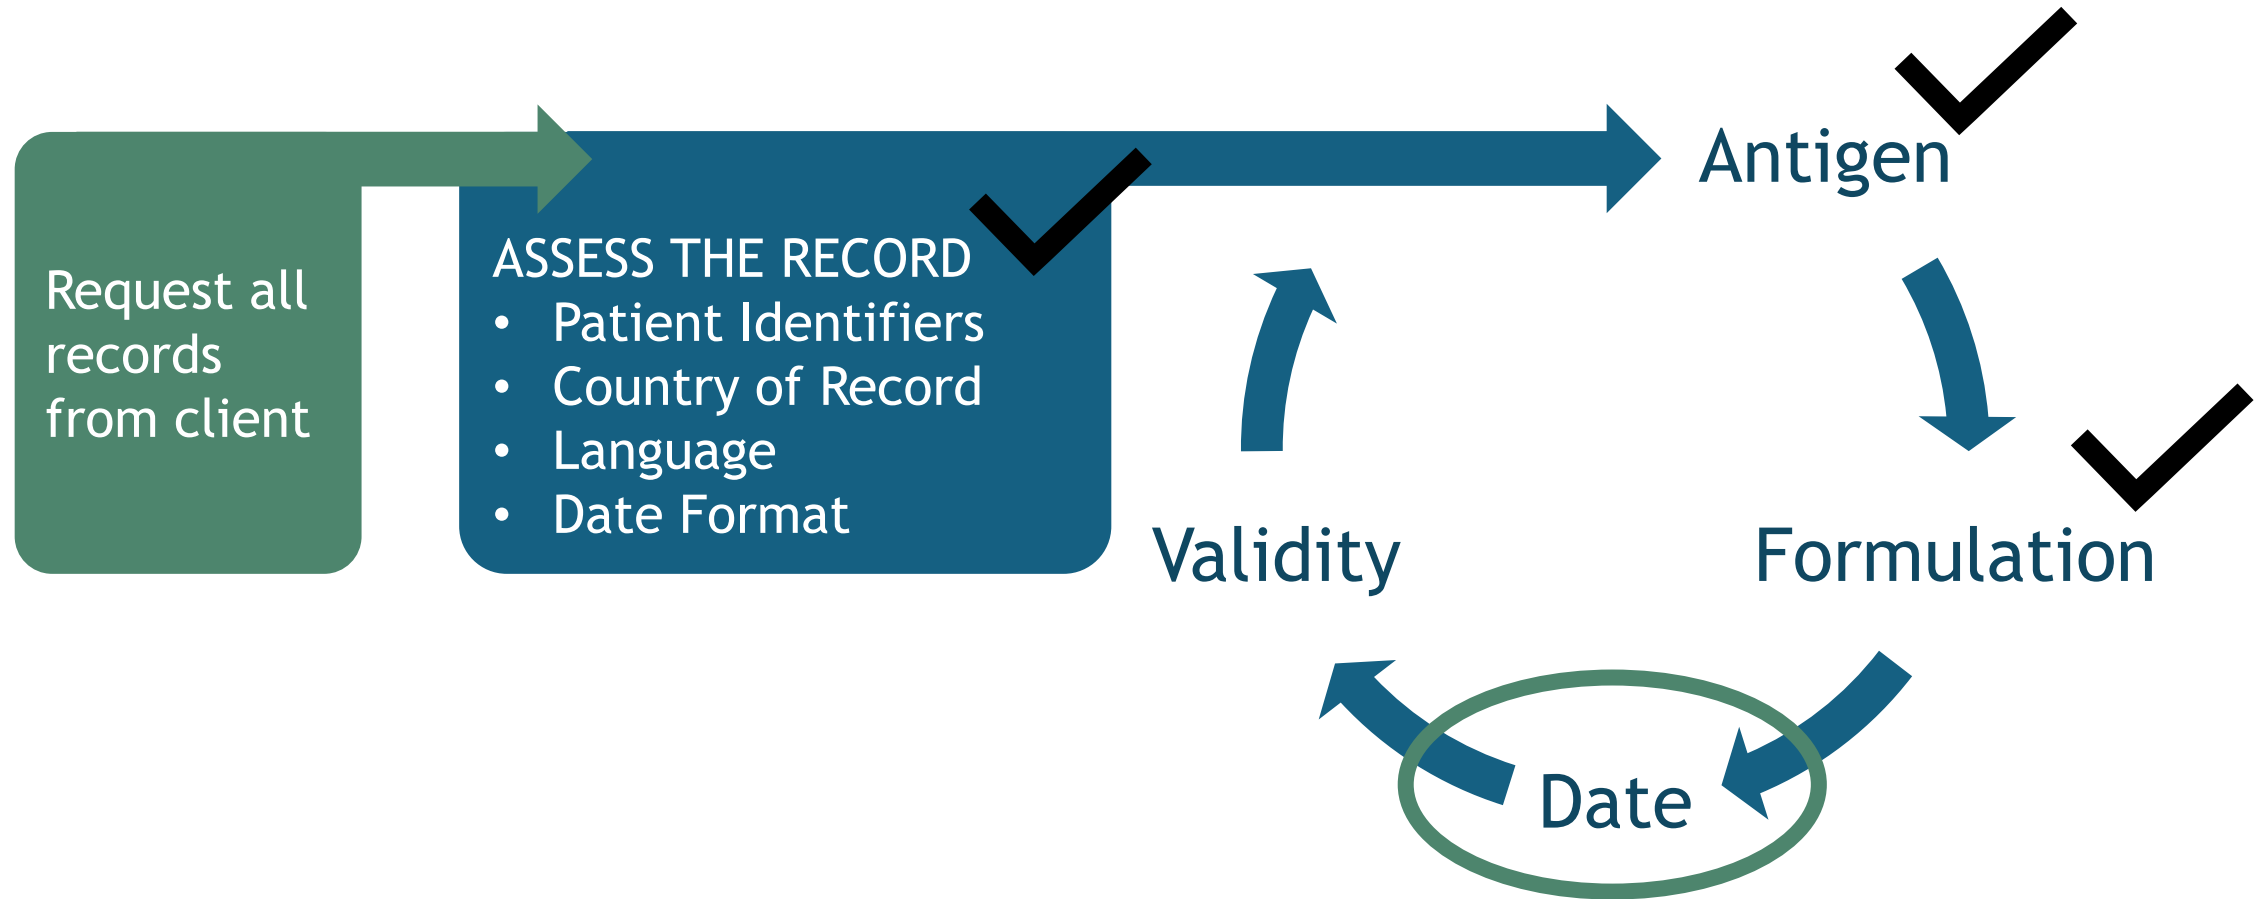 Request all
records
from client
ASSESS THE RECORD
• Patient Identifiers
• Country of Record
• Language
• Date Format
Antigen
Formulation
Date
Validity